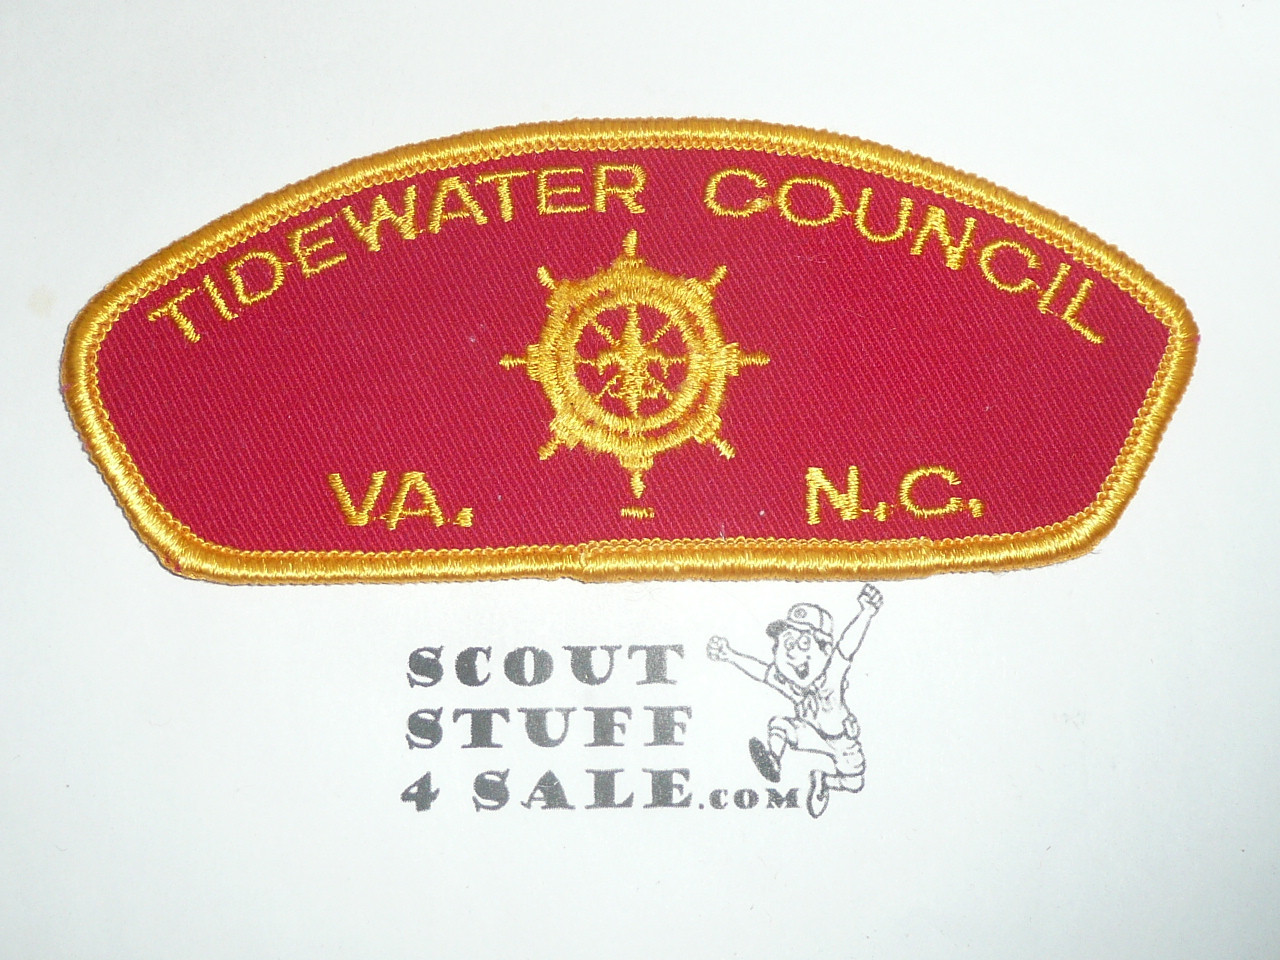 TIDEWATER COUNCIL
VA. - N.C.
SCOUT
STUFF
4 SALE.COM